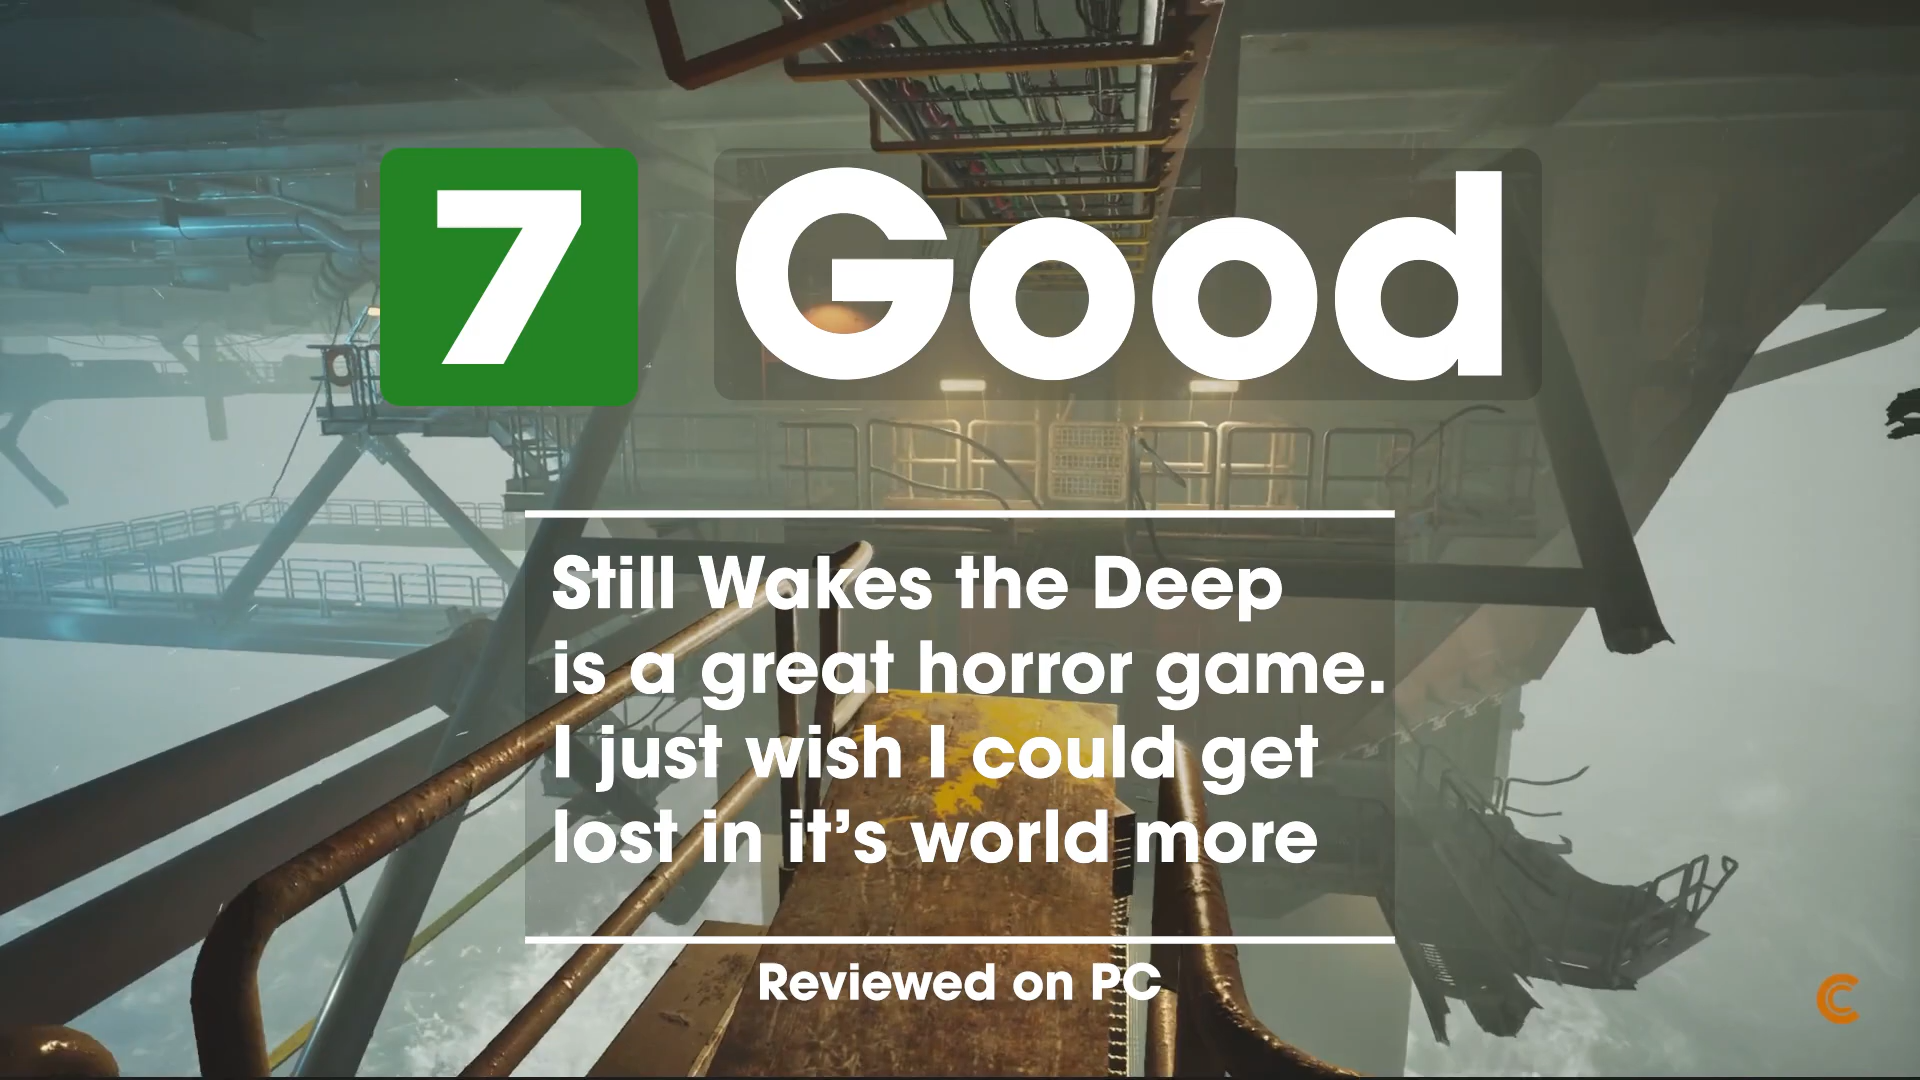 7 Good
Still Wakes the Deep
is a great horror game.
I just wish I could get
lost in it’s world more
Reviewed on PC